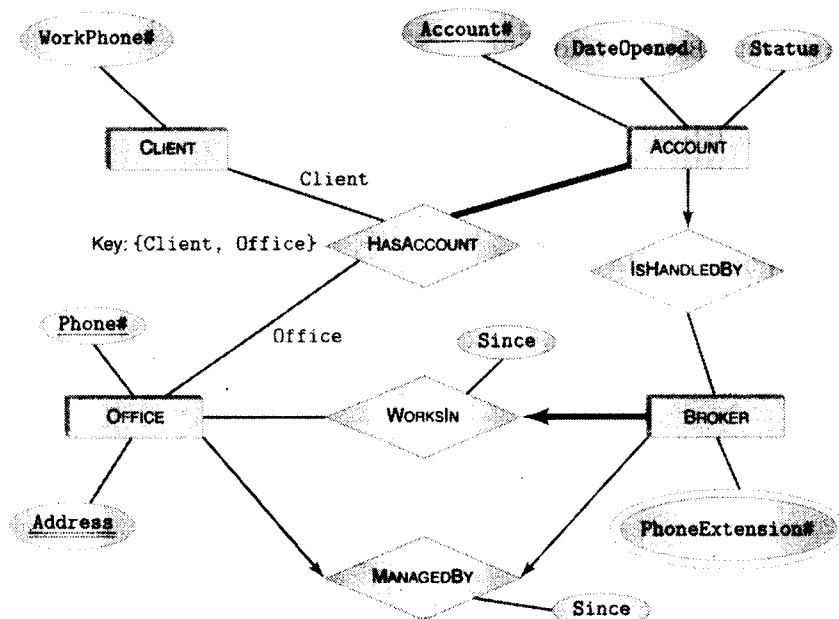 WorkPhone#
Account#
DateOpened
Status
CLIENT
ACCOUNT
Client
Key: {Client, Office}
HASACCOUNT
ISHANDLEDBY
Phone#
Office
Since
OFFICE
WORKSIN
BROKER
Address
PhoneExtension#
MANAGEDBY
Since